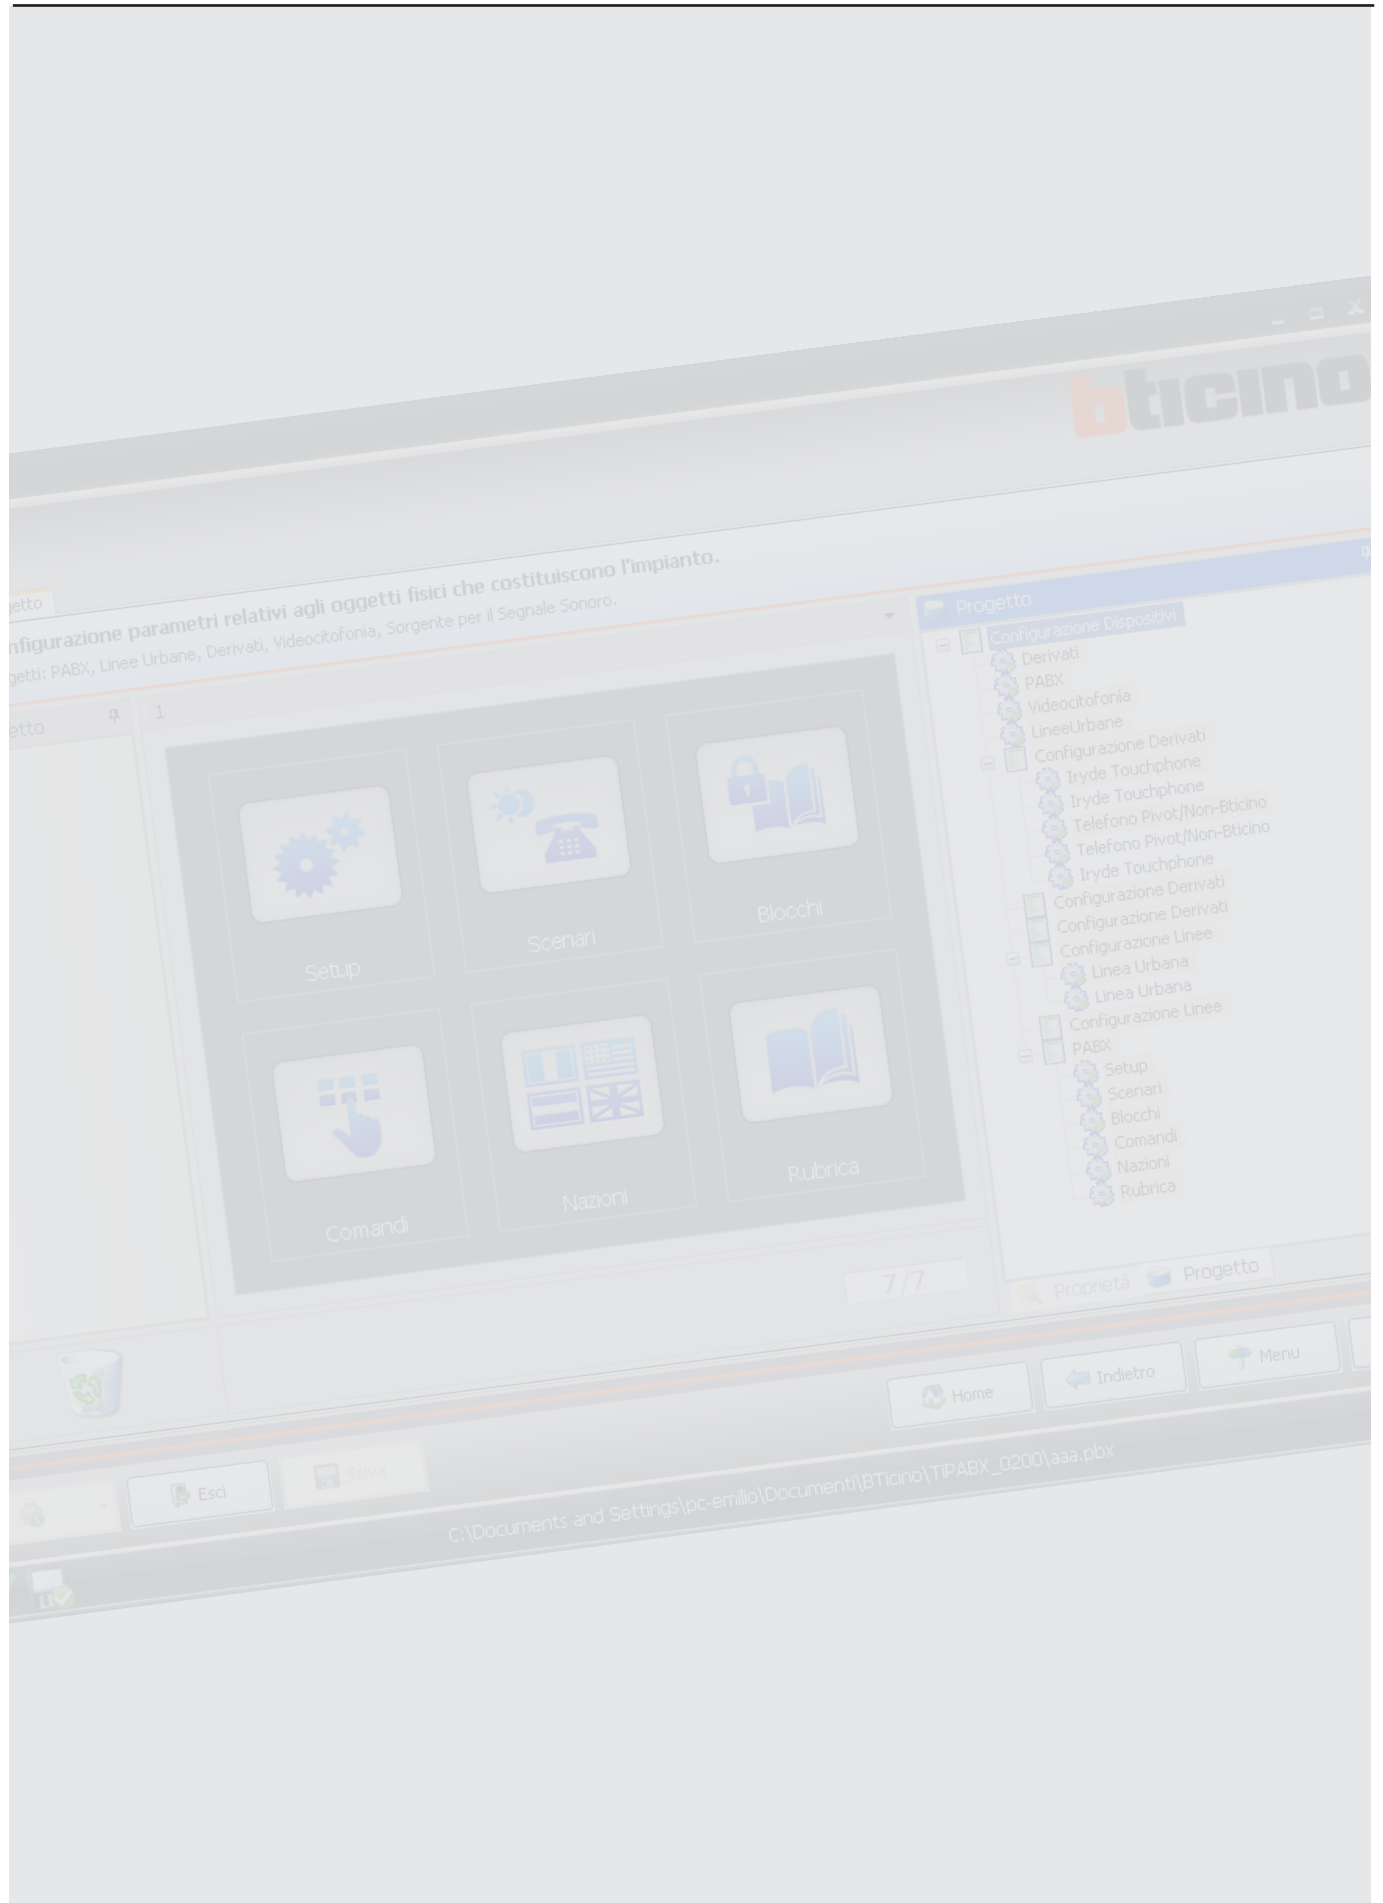 bticino
getto
nfigurazione parametri relativi agli oggetti fisici che costituiscono l'impianto.
getti: PABX, Linee Urbane, Derivati, Videocitofonia, Sorgente per il Segnale Sonoro.
etto
1
Setup
Scenari
Blocchi
Comandi
Nazioni
Rubrica
7/7
Progetto
Configurazione Dispositivi
Derivati
PABX
Videocitofonia
LineeUrbane
Configurazione Derivati
Iryde Touchphone
Iryde Touchphone
Telefono Pivot/Non-Bticino
Telefono Pivot/Non-Bticino
Iryde Touchphone
Configurazione Derivati
Configurazione Derivati
Configurazione Linee
Linea Urbana
Linea Urbana
Configurazione Linee
PABX
Setup
Scenari
Blocchi
Comandi
Nazioni
Rubrica
Proprietà Progetto
Esci
Salva
Home
Indietro
Menu
C:\Documents and Settings\pc-emilio\Documenti\BTicino\TiPABX_0200\aaa.pbx